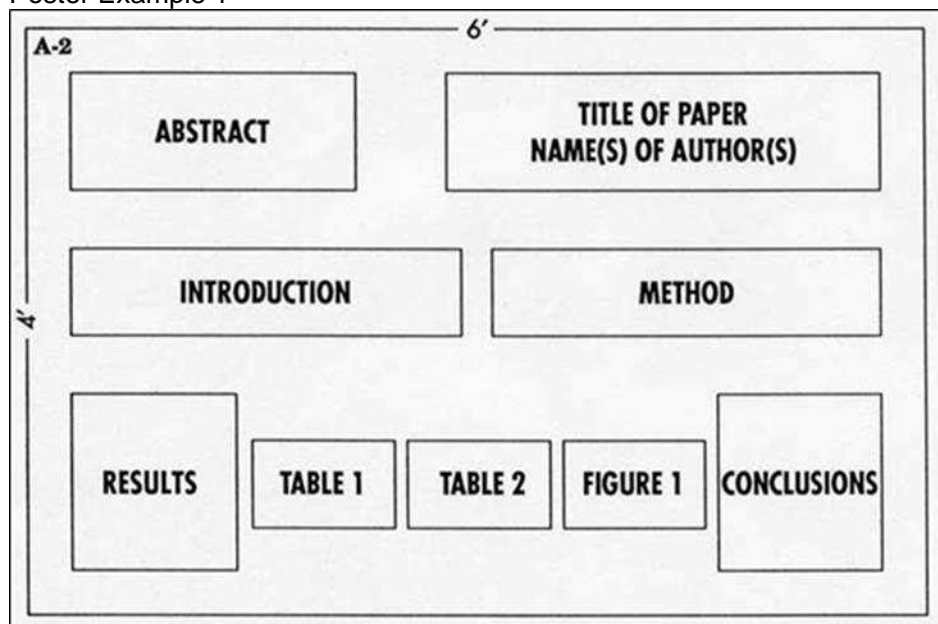 Poster Example
6′
A-2
ABSTRACT
TITLE OF PAPER
NAME(S) OF AUTHOR(S)
4′
INTRODUCTION
METHOD
RESULTS
TABLE 1
TABLE 2
FIGURE 1
CONCLUSIONS